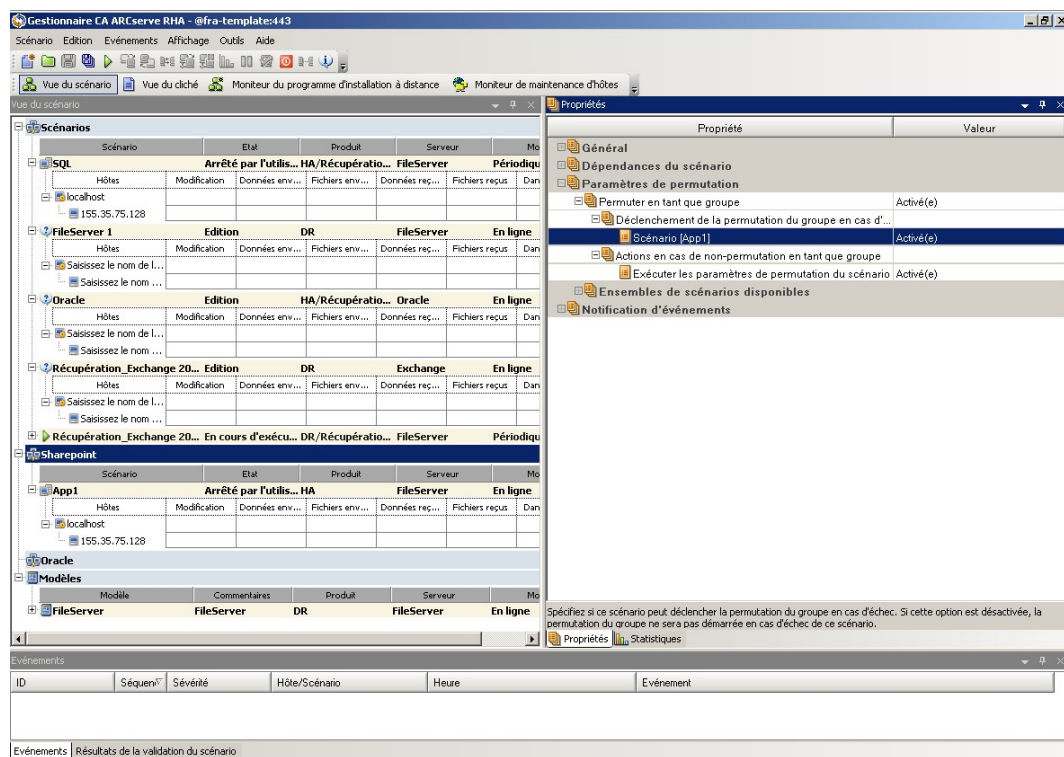 Gestionnaire CA ARCserve RHA - @fra-template:443
Scénario Edition Evénements Affichage Outils Aide
Vue du scénario Vue du cliché Moniteur du programme d'installation à distance Moniteur de maintenance d'hôtes
Vue du scénario
Scénarios
Scénario Etat Produit Serveur Mo
SQL Arrêté par l'utilis... HA/Récupératio... FileServer Périodiqu
Hôtes Modification Données env... Fichiers env... Données reç... Fichiers reçus Dan
localhost
155.35.75.128
FileServer 1 Edition DR FileServer En ligne
Hôtes Modification Données env... Fichiers env... Données reç... Fichiers reçus Dan
Saisissez le nom de l...
Saisissez le nom ...
Oracle Edition HA/Récupératio... Oracle En ligne
Hôtes Modification Données env... Fichiers env... Données reç... Fichiers reçus Dan
Saisissez le nom de l...
Saisissez le nom ...
Récupération_Exchange 20... Edition DR Exchange En ligne
Hôtes Modification Données env... Fichiers env... Données reç... Fichiers reçus Dan
Saisissez le nom de l...
Saisissez le nom ...
Récupération_Exchange 20... En cours d'exécu... DR/Récupératio... FileServer Périodiqu
Sharepoint
Scénario Etat Produit Serveur Mo
App1 Arrêté par l'utilis... HA FileServer En ligne
Hôtes Modification Données env... Fichiers env... Données reç... Fichiers reçus Dan
localhost
155.35.75.128
Oracle
Modèles
Modèle Commentaires Produit Serveur Mo
FileServer FileServer DR FileServer En ligne
Propriétés
Propriété Valeur
Général
Dépendances du scénario
Paramètres de permutation
Permuter en tant que groupe Activé(e)
Déclenchement de la permutation du groupe en cas d'...
Scénario [App1] Activé(e)
Actions en cas de non-permutation en tant que groupe
Exécuter les paramètres de permutation du scénario Activé(e)
Ensembles de scénarios disponibles
Notification d'événements
Spécifiez si ce scénario peut déclencher la permutation du groupe en cas d'échec. Si cette option est désactivée, la
permutation du groupe ne sera pas démarrée en cas d'échec de ce scénario.
Propriétés Statistiques
Evénements
ID Séquen Sévérité Hôte/Scénario Heure Evénement
Evénements Résultats de la validation du scénario